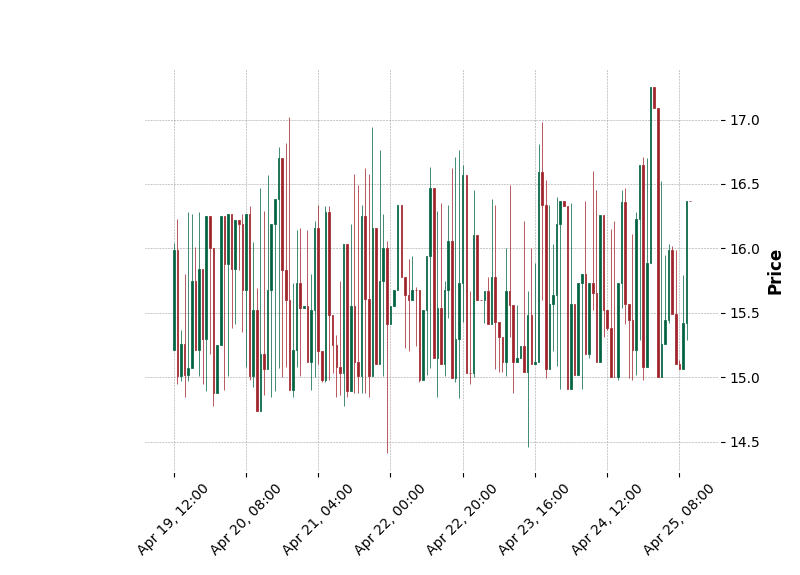 17.0
16.5
16.0
15.5
15.0
14.5
Price
Apr 19, 12:00
Apr 20, 08:00
Apr 21, 04:00
Apr 22, 00:00
Apr 22, 20:00
Apr 23, 16:00
Apr 24, 12:00
Apr 25, 08:00